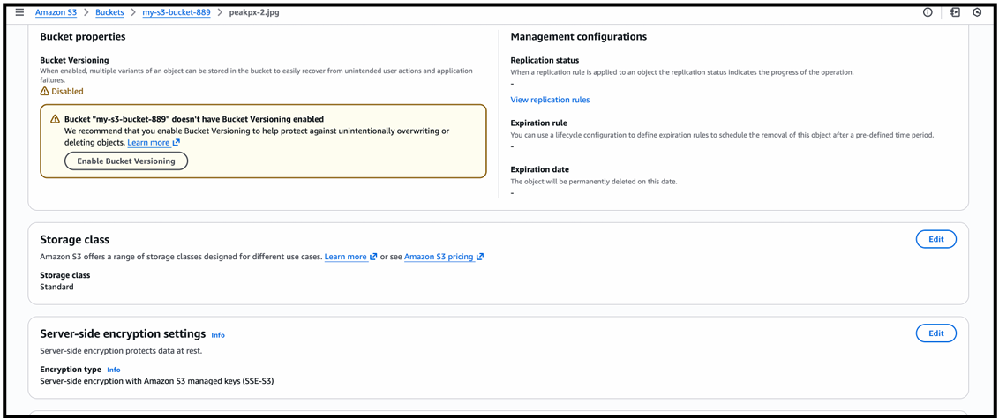 Amazon S3 > Buckets > my-s3-bucket-889 > peakpx-2.jpg
Bucket properties
Bucket Versioning
When enabled, multiple variants of an object can be stored in the bucket to easily recover from unintended user actions and application
failures.
Disabled
Bucket "my-s3-bucket-889" doesn't have Bucket Versioning enabled
We recommend that you enable Bucket Versioning to help protect against unintentionally overwriting or
deleting objects. Learn more
Enable Bucket Versioning
Management configurations
Replication status
When a replication rule is applied to an object the replication status indicates the progress of the operation.
-
View replication rules
Expiration rule
You can use a lifecycle configuration to define expiration rules to schedule the removal of this object after a pre-defined time period.
-
Expiration date
The object will be permanently deleted on this date.
-
Storage class
Edit
Amazon S3 offers a range of storage classes designed for different use cases. Learn more or see Amazon S3 pricing
Storage class
Standard
Server-side encryption settings Info
Edit
Server-side encryption protects data at rest.
Encryption type Info
Server-side encryption with Amazon S3 managed keys (SSE-S3)